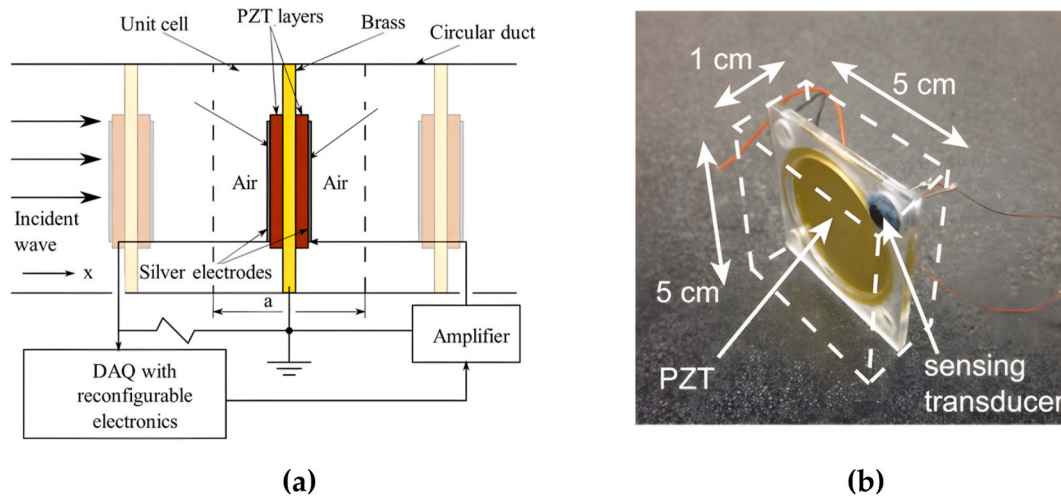 Unit cell
PZT layers
Brass
Circular duct
Air
Air
Incident
wave
x
Silver electrodes
a
Amplifier
DAQ with
reconfigurable
electronics
(a)
1 cm
5 cm
5 cm
PZT
sensing
transducer
(b)